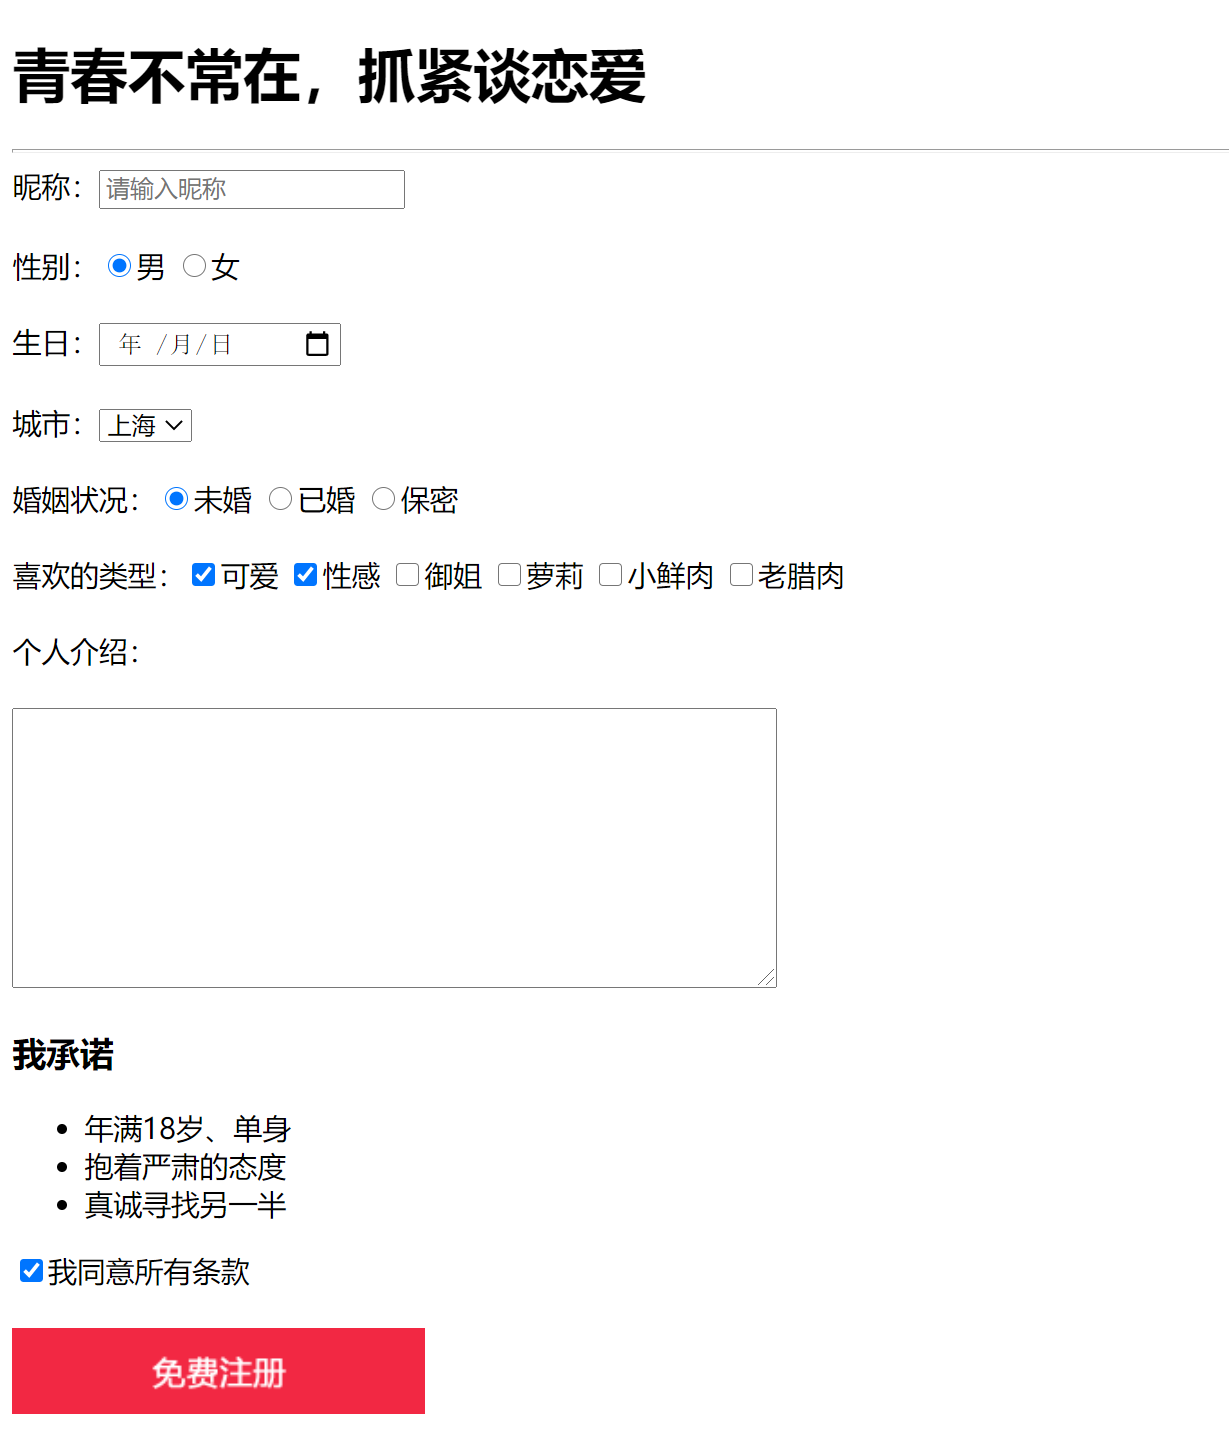 青春不常在，抓紧谈恋爱
昵称：请输入昵称
性别：男 女
生日：年/月/日
城市：上海
婚姻状况：未婚 已婚 保密
喜欢的类型：可爱 性感 御姐 萝莉 小鲜肉 老腊肉
个人介绍：
我承诺
年满18岁、单身
抱着严肃的态度
真诚寻找另一半
我同意所有条款
免费注册